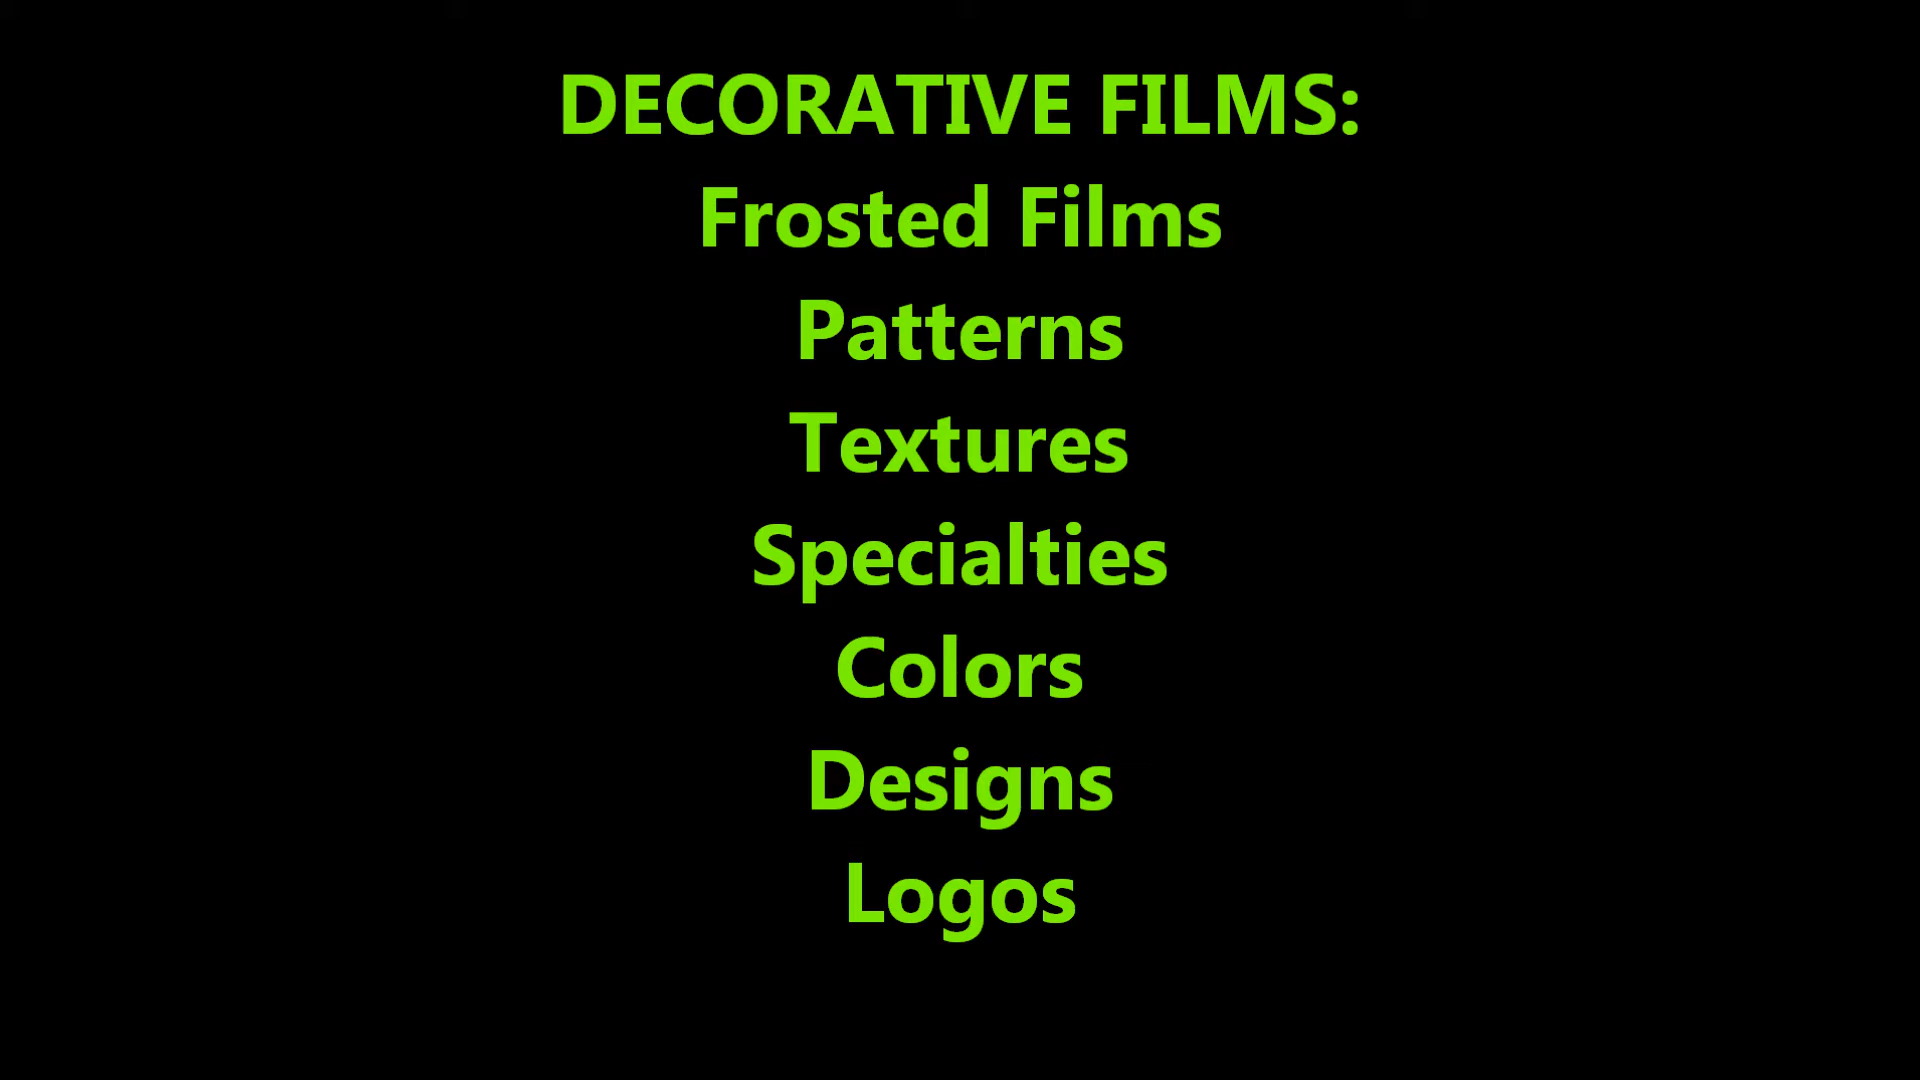 DECORATIVE FILMS:
Frosted Films
Patterns
Textures
Specialties
Colors
Designs
Logos